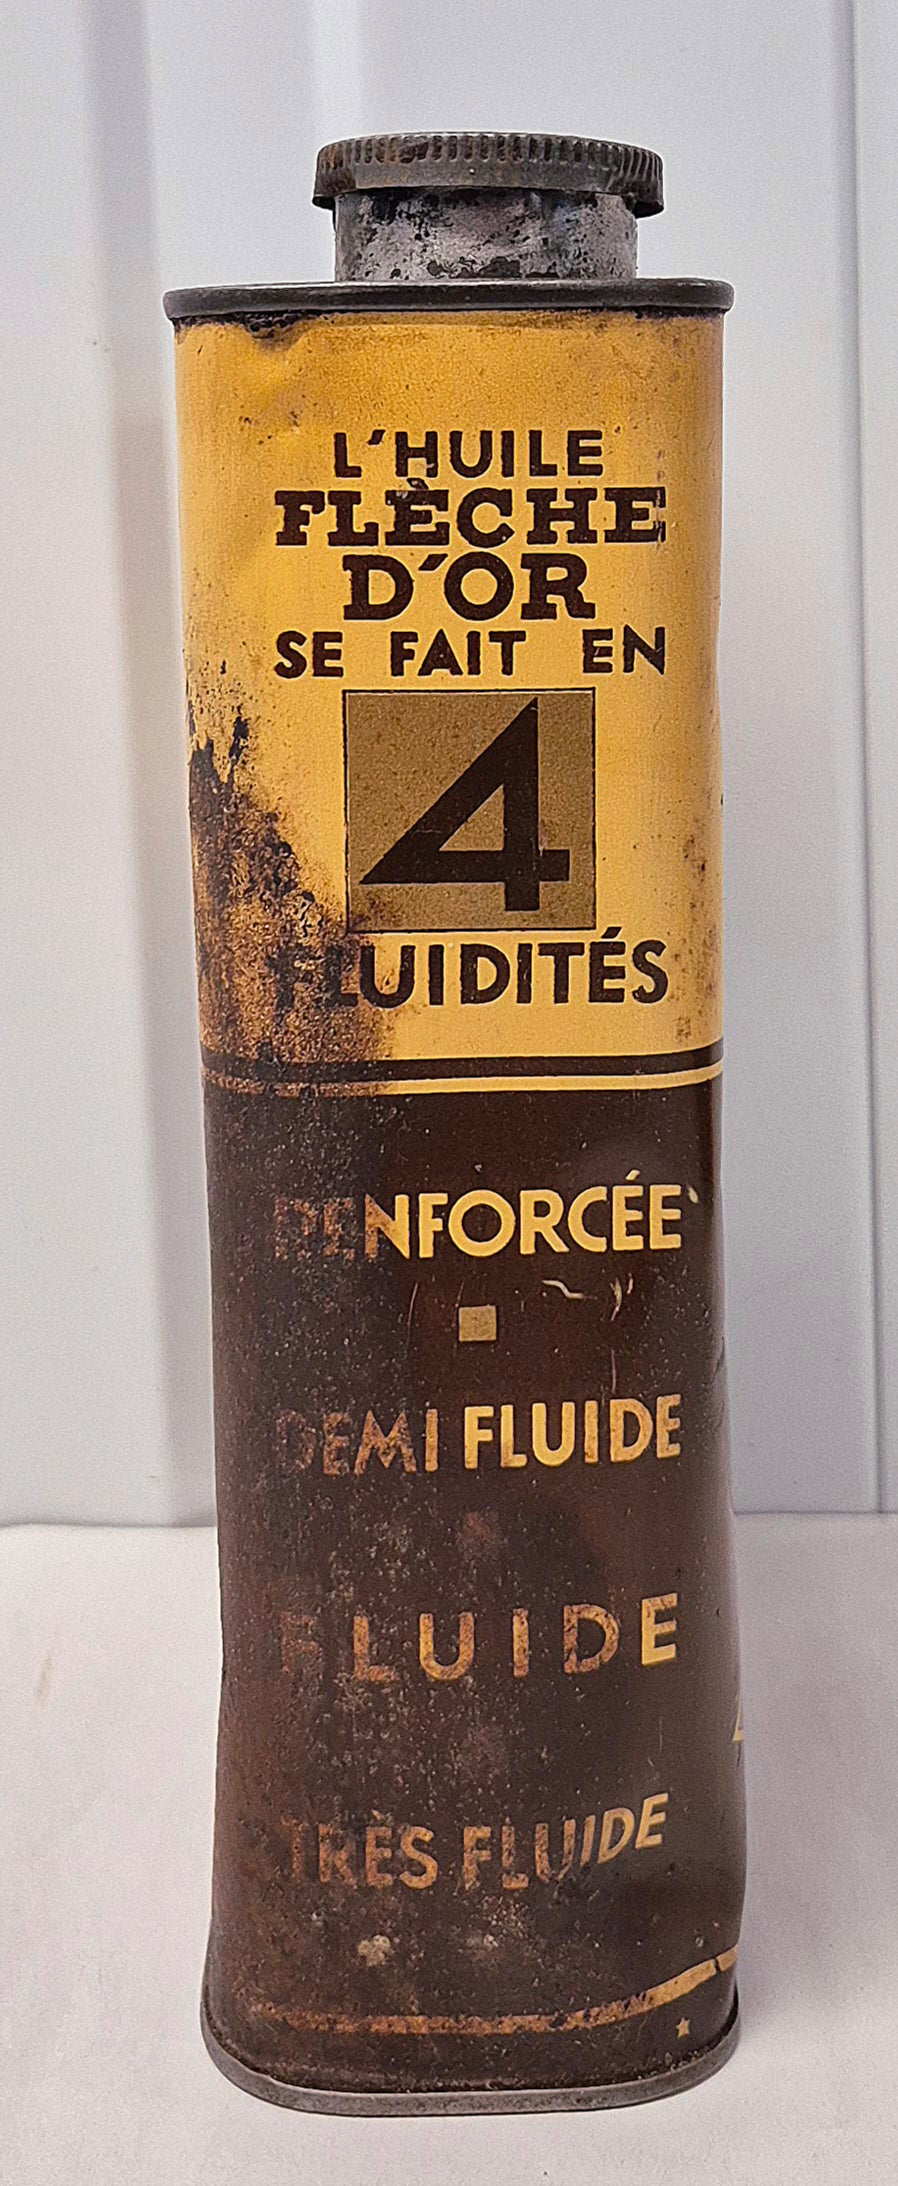 L'HUILE
FLÈCHE
D'OR
SE FAIT EN
4
FLUIDITÉS
RENFORCÉE
DEMI FLUIDE
FLUIDE
TRÈS FLUIDE